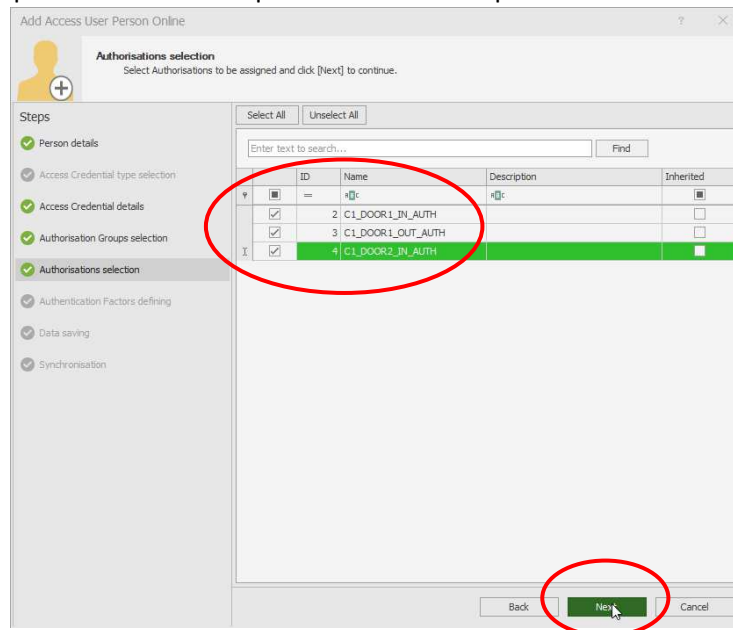 Add Access User Person Online
Authorisations selection
Select Authorisations to be assigned and click [Next] to continue.
Steps
Person details
Access Credential type selection
Access Credential details
Authorisation Groups selection
Authorisations selection
Authentication Factors defining
Data saving
Synchronisation
Select All Unselect All
Enter text to search... Find
ID Name Description Inherited
=
2 C1_DOOR1_IN_AUTH
3 C1_DOOR1_OUT_AUTH
4 C1_DOOR2_IN_AUTH
Back Next Cancel